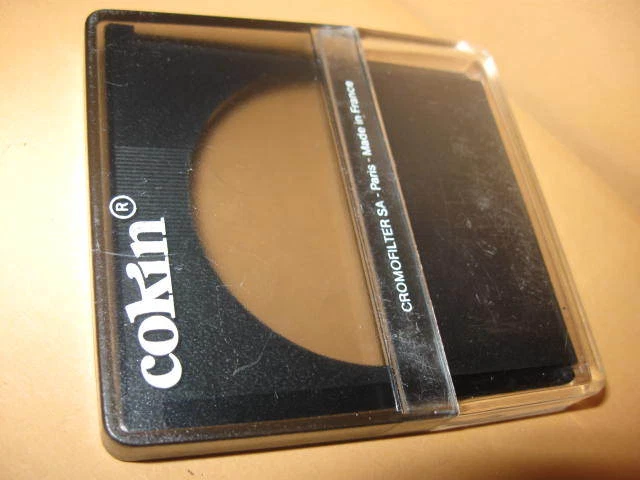 cokin®
CROMOFILTER SA - Paris - Made in France